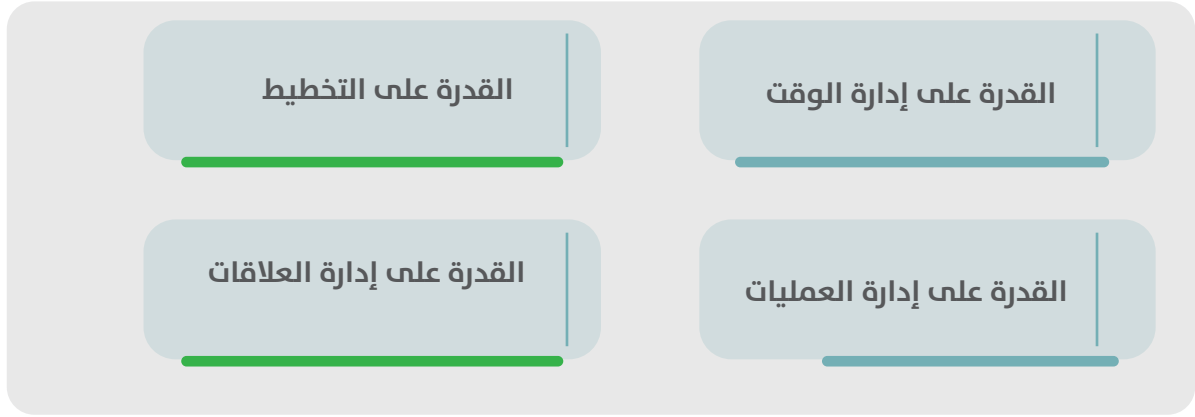 القدرة على إدارة الوقت
القدرة على التخطيط
القدرة على إدارة العمليات
القدرة على إدارة العلاقات